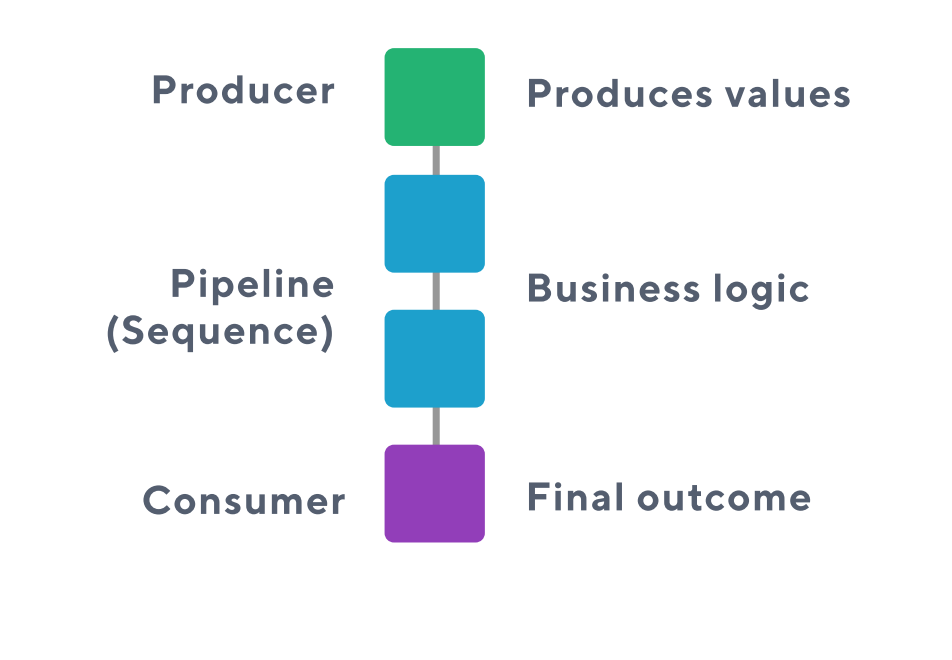 Producer
Produces values
Pipeline
(Sequence)
Business logic
Consumer
Final outcome